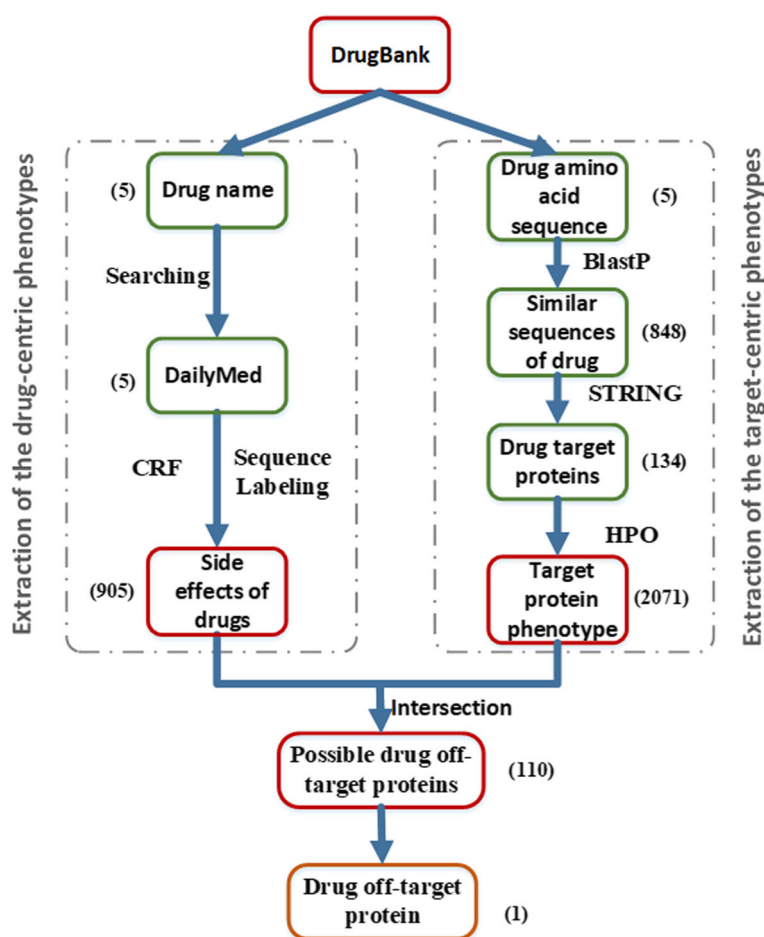 DrugBank
Extraction of the drug-centric phenotypes
(5)
Drug name
Searching
(5)
DailyMed
CRF
Sequence
Labeling
(905)
Side
effects of
drugs
Drug amino
acid
sequence
(5)
BlastP
Similar
sequences
of drug
(848)
STRING
Drug target
proteins
(134)
HPO
Target
protein
phenotype
(2071)
Extraction of the target-centric phenotypes
Intersection
Possible drug off-
target proteins
(110)
Drug off-target
protein
(1)